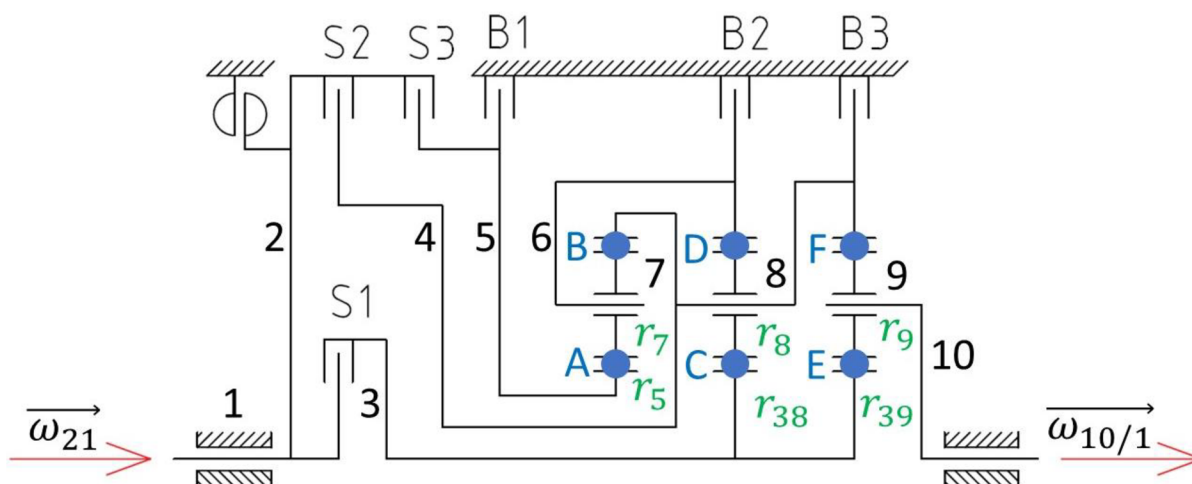 S2 S3 B1 B2 B3
2 4 5 6 B 7 D 8 F 9
S1
r₇ r₈ r₉
A C E 10
1 3 r₅ r₃₈ r₃₉
ω₂₁ ω₁₀/₁